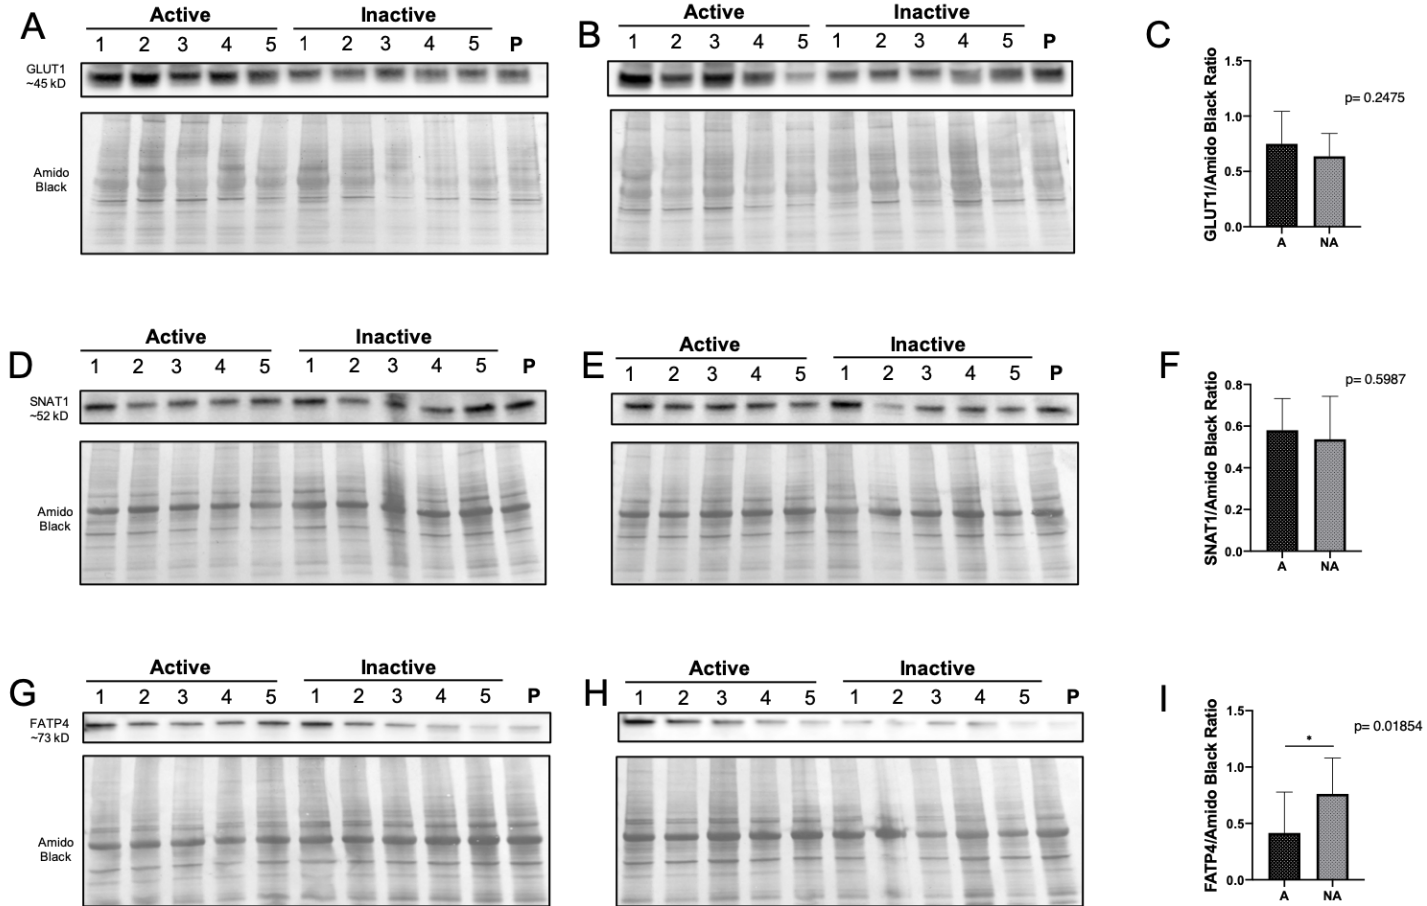 A
Active Inactive
1 2 3 4 5 1 2 3 4 5 P
GLUT1
~45 kD
Amido
Black
B
Active Inactive
1 2 3 4 5 1 2 3 4 5 P
C
GLUT1/Amido Black Ratio
1.5
1.0
0.5
0.0
p= 0.2475
A NA
D
Active Inactive
1 2 3 4 5 1 2 3 4 5 P
SNAT1
~52 kD
Amido
Black
E
Active Inactive
1 2 3 4 5 1 2 3 4 5 P
F
SNAT1/Amido Black Ratio
0.8
0.6
0.4
0.2
0.0
p= 0.5987
A NA
G
Active Inactive
1 2 3 4 5 1 2 3 4 5 P
FATP4
~73 kD
Amido
Black
H
Active Inactive
1 2 3 4 5 1 2 3 4 5 P
I
FATP4/Amido Black Ratio
1.5
1.0
0.5
0.0
*
p= 0.01854
A NA